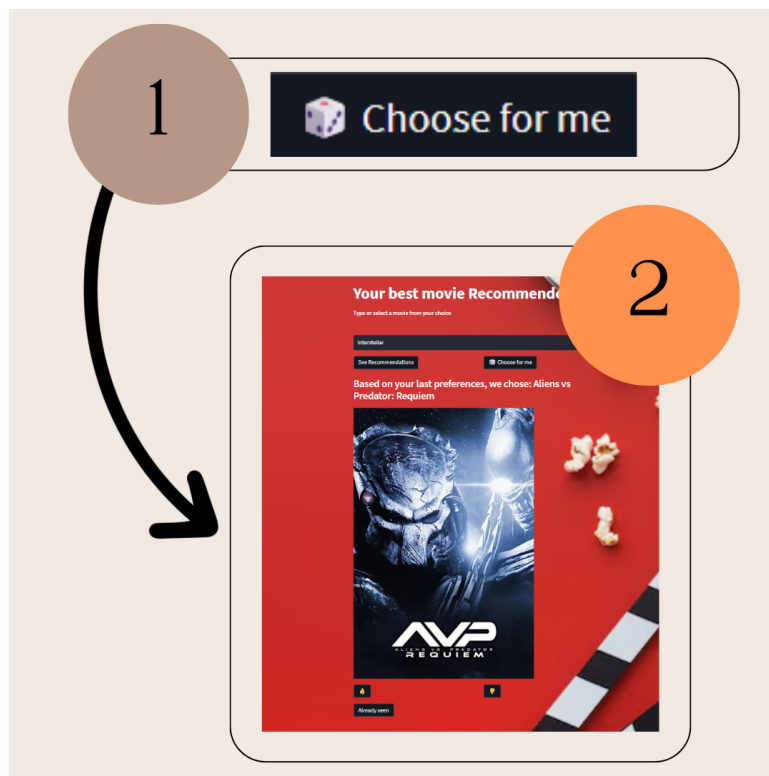 1
Choose for me
2
Your best movie Recommende
Type or select a movie from your choice
Interstellar
See Recommendations
Choose for me
Based on your last preferences, we chose: Aliens vs
Predator: Requiem
AVP
ALIENS VS. PREDATOR
REQUIEM
Already seen